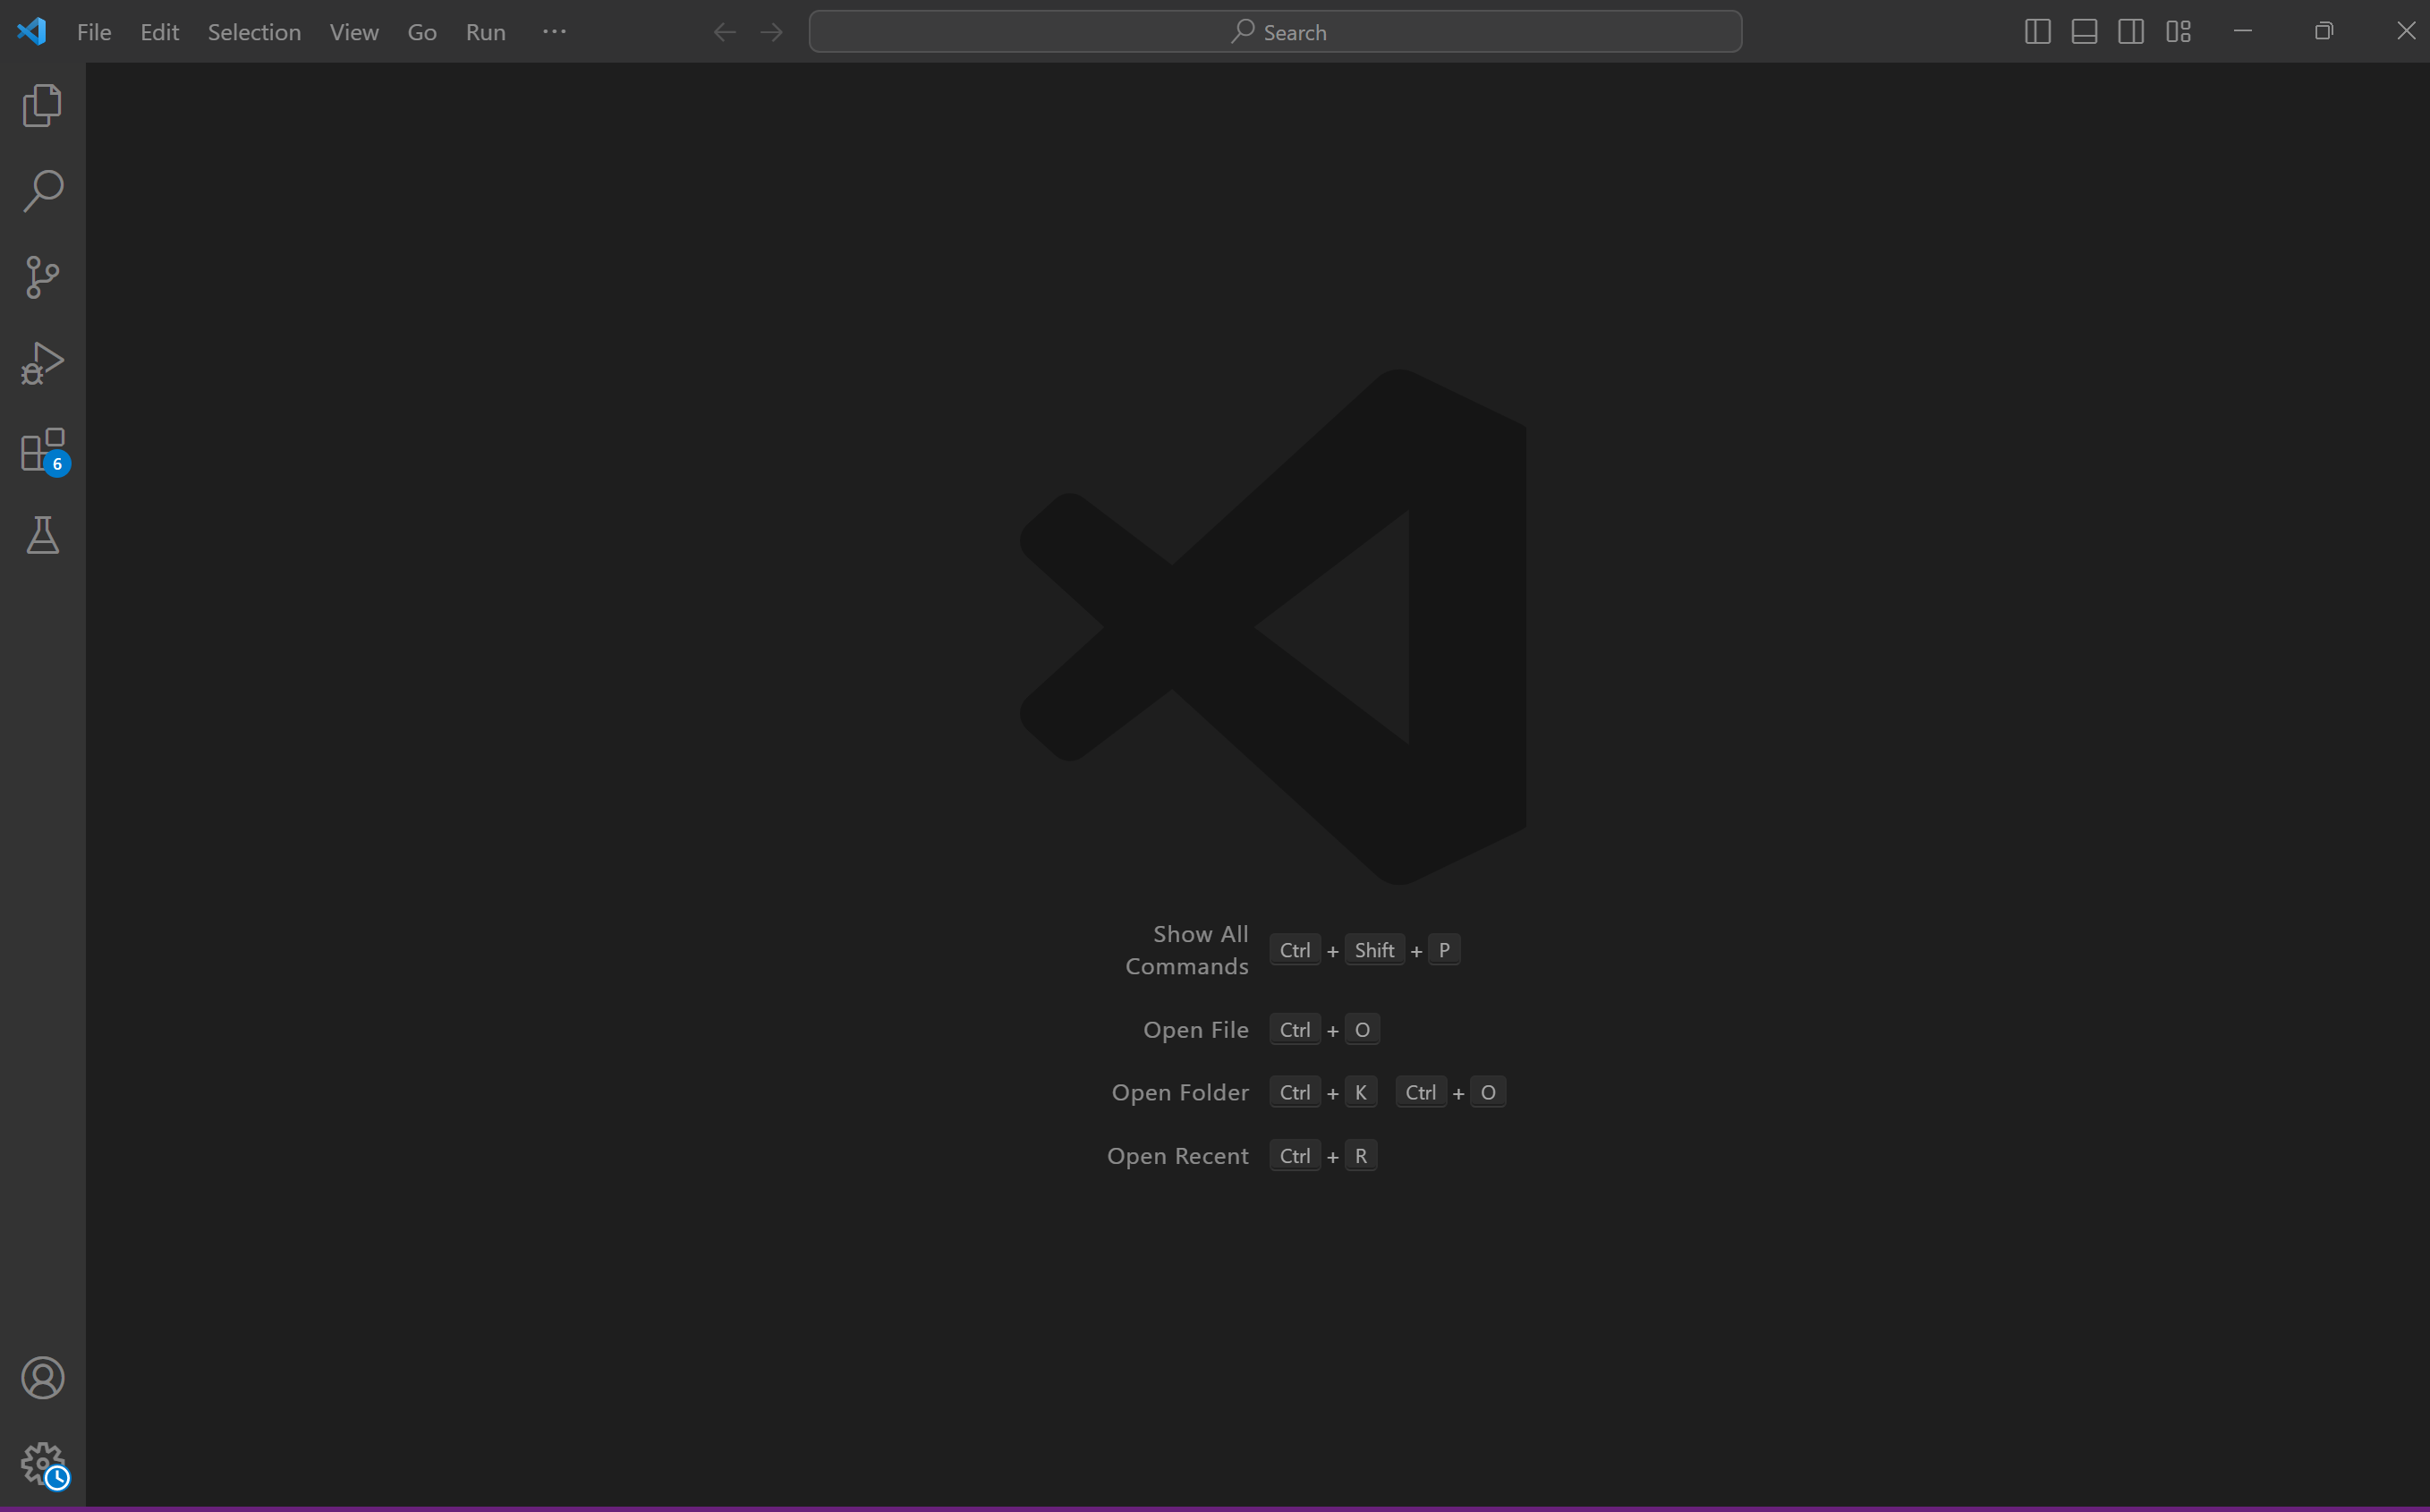 File Edit Selection View Go Run ···
Search
6
Show All
Commands
Ctrl + Shift + P
Open File Ctrl + O
Open Folder Ctrl + K Ctrl + O
Open Recent Ctrl + R